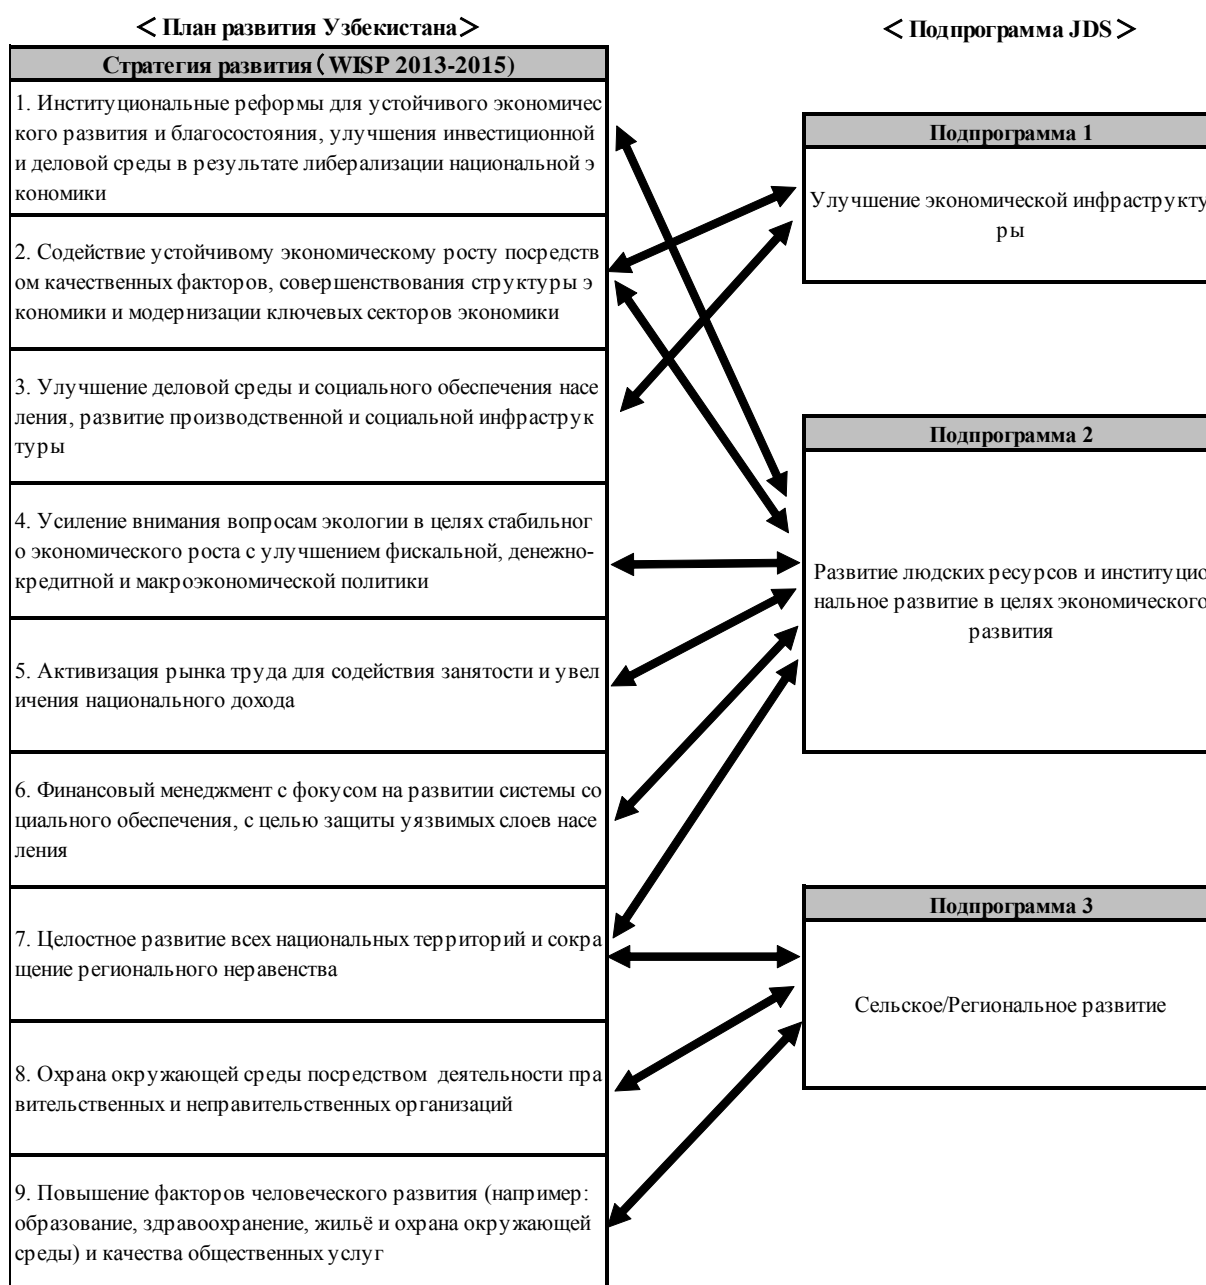 ＜План развития Узбекистана＞
Стратегия развития（WISP 2013-2015)
1. Институциональные реформы для устойчивого экономичес
кого развития и благосостояния, улучшения инвестиционной
и деловой среды в результате либерализации национальной э
кономики
2. Содействие устойчивому экономическому росту посредств
ом качественных факторов, совершенствования структуры э
кономики и модернизации ключевых секторов экономики
3. Улучшение деловой среды и социального обеспечения насе
ления, развитие производственной и социальной инфраструк
туры
4. Усиление внимания вопросам экологии в целях стабильног
о экономического роста с улучшением фискальной, денежно-
кредитной и макроэкономической политики
5. Активизация рынка труда для содействия занятости и увел
ичения национального дохода
6. Финансовый менеджмент с фокусом на развитии системы со
циального обеспечения, с целью защиты уязвимых слоев насе
ления
7. Целостное развитие всех национальных территорий и сокра
щение регионального неравенства
8. Охрана окружающей среды посредством деятельности пра
вительственных и неправительственных организаций
9. Повышение факторов человеческого развития (например:
образование, здравоохранение, жильё и охрана окружающей
среды) и качества общественных услуг
＜Подпрограмма JDS＞
Подпрограмма 1
Улучшение экономической инфраструкту
ры
Подпрограмма 2
Развитие людских ресурсов и институцио
нальное развитие в целях экономического
развития
Подпрограмма 3
Сельское/Региональное развитие